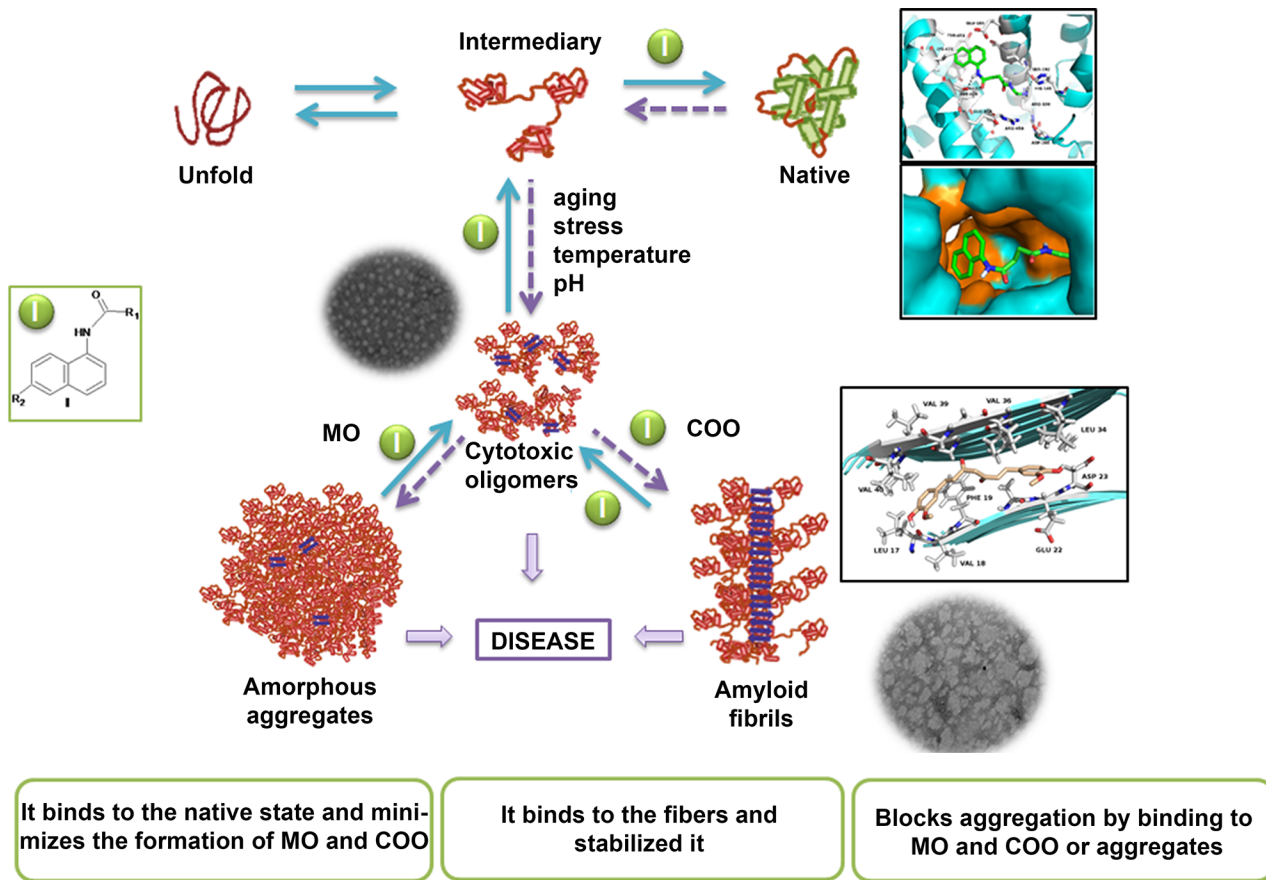 Intermediary
I
Unfold
Native
aging
stress
temperature
pH
I
I
O
R1
HN
R2
I
MO
I
I
COO
Cytotoxic
oligomers
I
VAL 39
VAL 36
LEU 34
VAL 40
PHE 19
ASP 23
LEU 17
VAL 18
GLU 22
DISEASE
Amorphous
aggregates
Amyloid
fibrils
It binds to the native state and mini-
mizes the formation of MO and COO
It binds to the fibers and
stabilized it
Blocks aggregation by binding to
MO and COO or aggregates